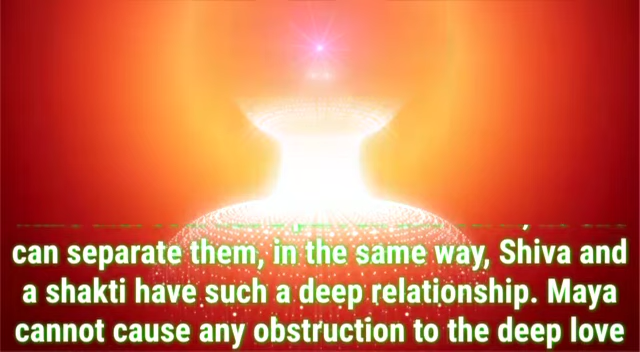 can separate them, in the same way, Shiva and
a shakti have such a deep relationship. Maya
cannot cause any obstruction to the deep love